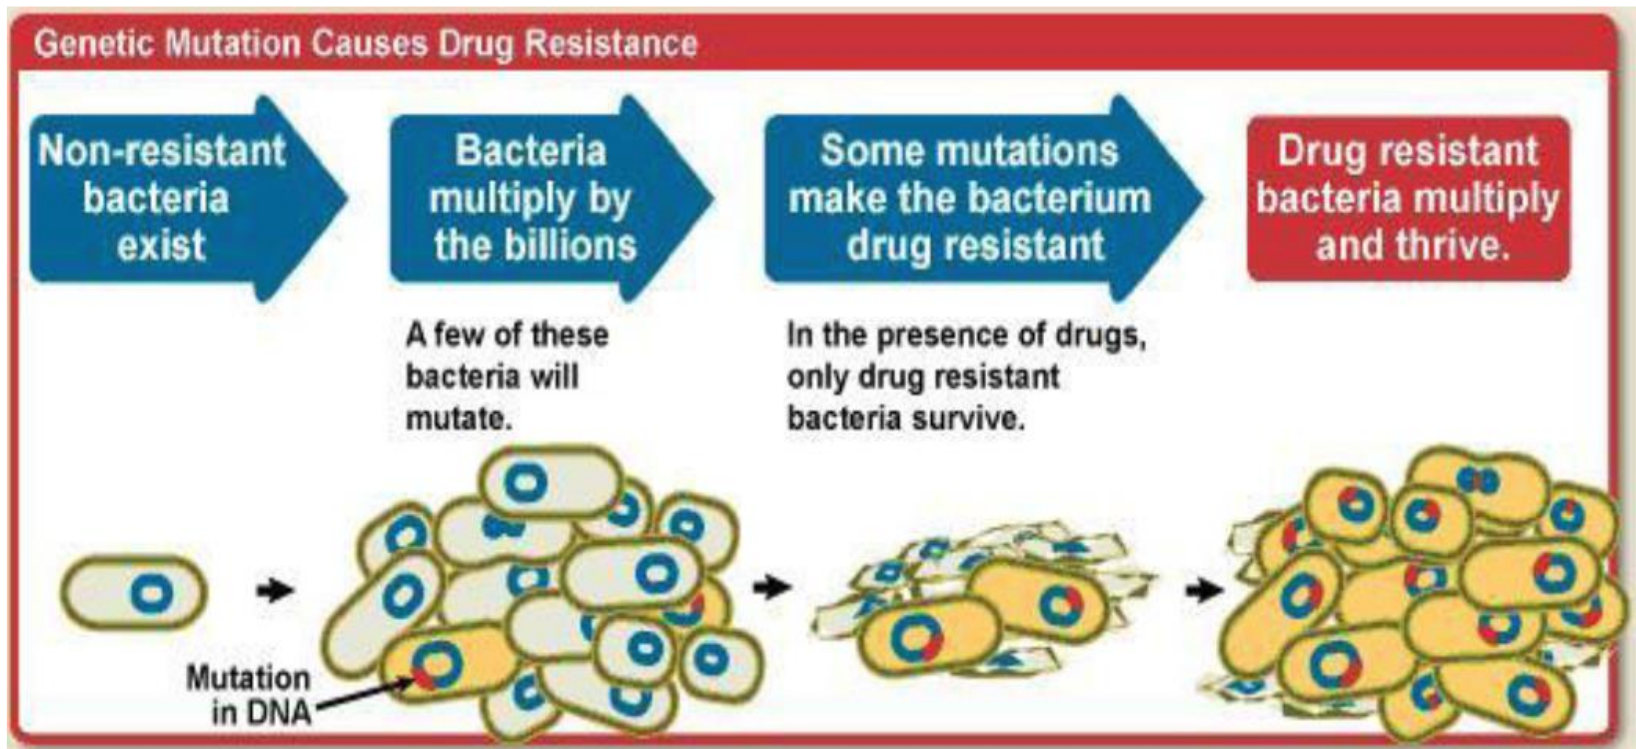 Genetic Mutation Causes Drug Resistance
Non-resistant
bacteria
exist
Bacteria
multiply by
the billions
Some mutations
make the bacterium
drug resistant
Drug resistant
bacteria multiply
and thrive.
A few of these
bacteria will
mutate.
In the presence of drugs,
only drug resistant
bacteria survive.
Mutation
in DNA